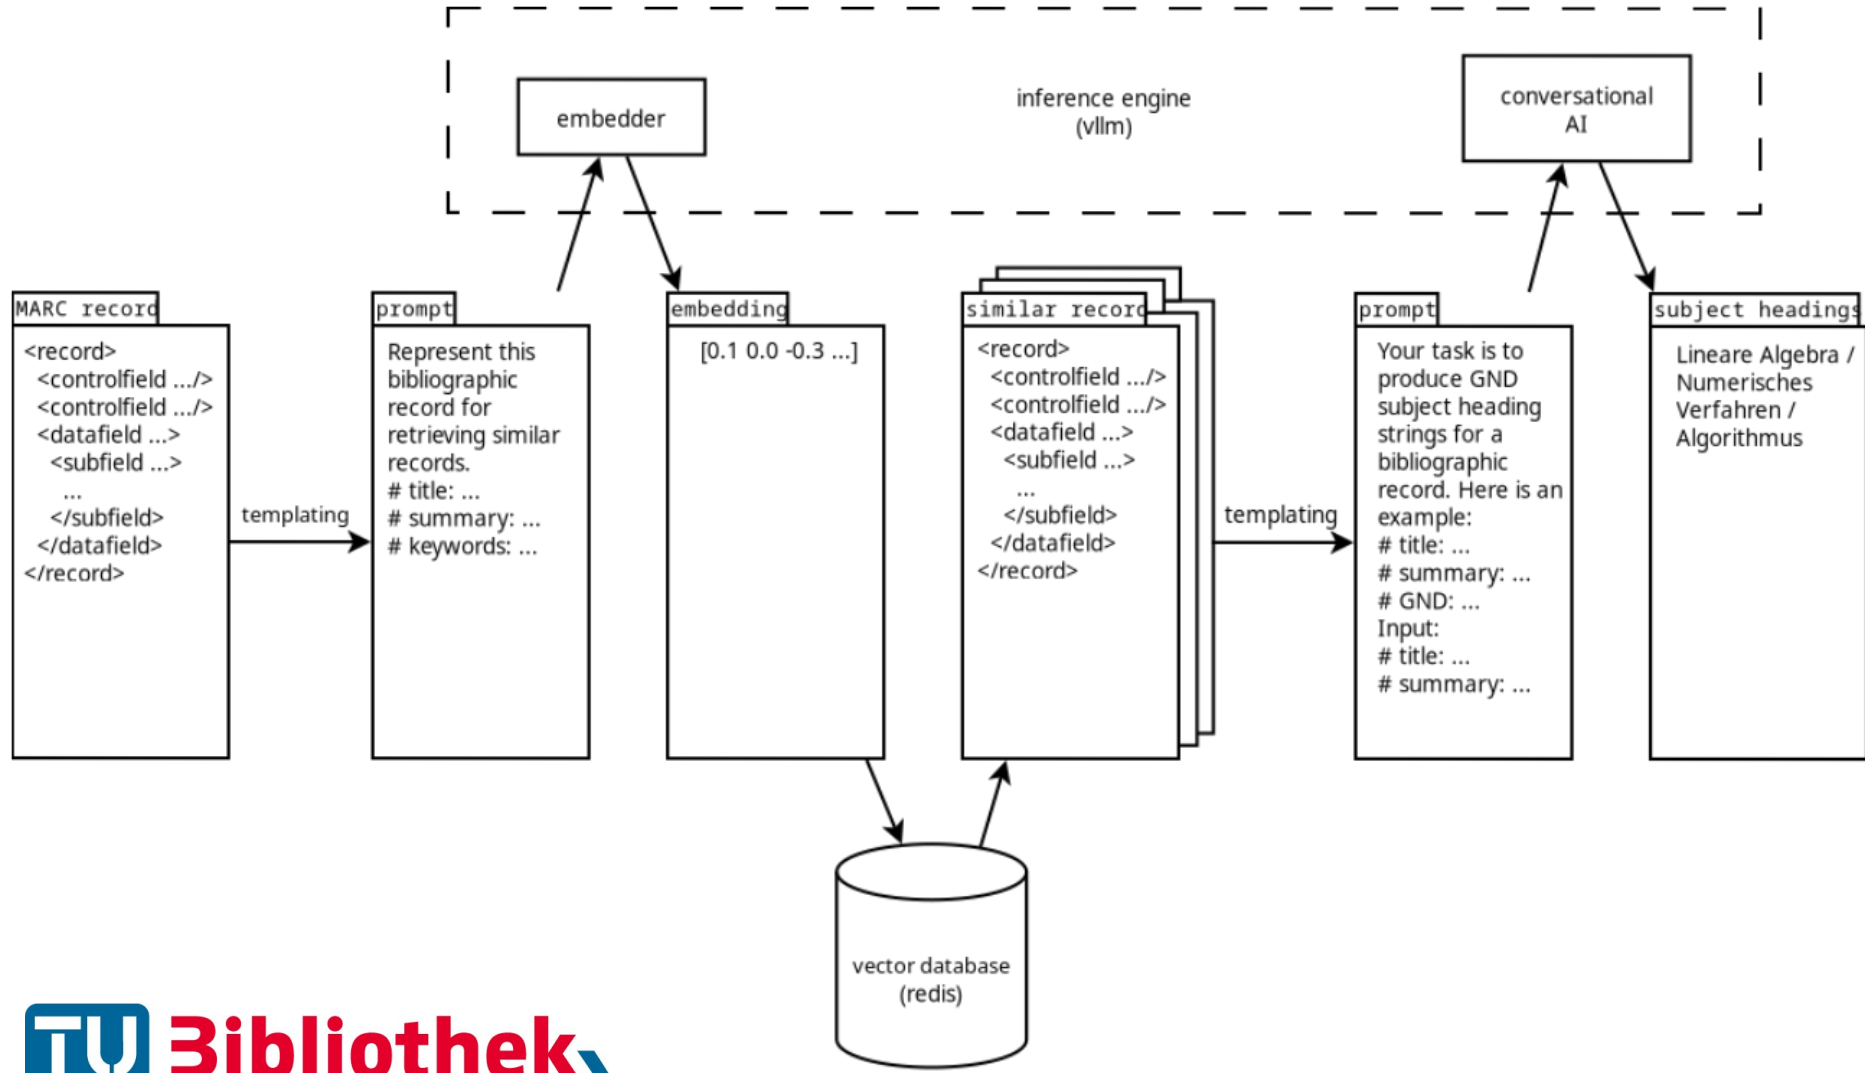 embedder
inference engine
(vllm)
conversational
AI
MARC record
<record>
<controlfield .../>
<controlfield .../>
<datafield ...>
<subfield ...>
...
</subfield>
</datafield>
</record>
templating
prompt
Represent this
bibliographic
record for
retrieving similar
records.
# title: ...
# summary: ...
# keywords: ...
embedding
[0.1 0.0 -0.3 ...]
similar record
<record>
<controlfield .../>
<controlfield .../>
<datafield ...>
<subfield ...>
...
</subfield>
</datafield>
</record>
templating
prompt
Your task is to
produce GND
subject heading
strings for a
bibliographic
record. Here is an
example:
# title: ...
# summary: ...
# GND: ...
Input:
# title: ...
# summary: ...
subject headings
Lineare Algebra /
Numerisches
Verfahren /
Algorithmus
vector database
(redis)
TU Bibliothek